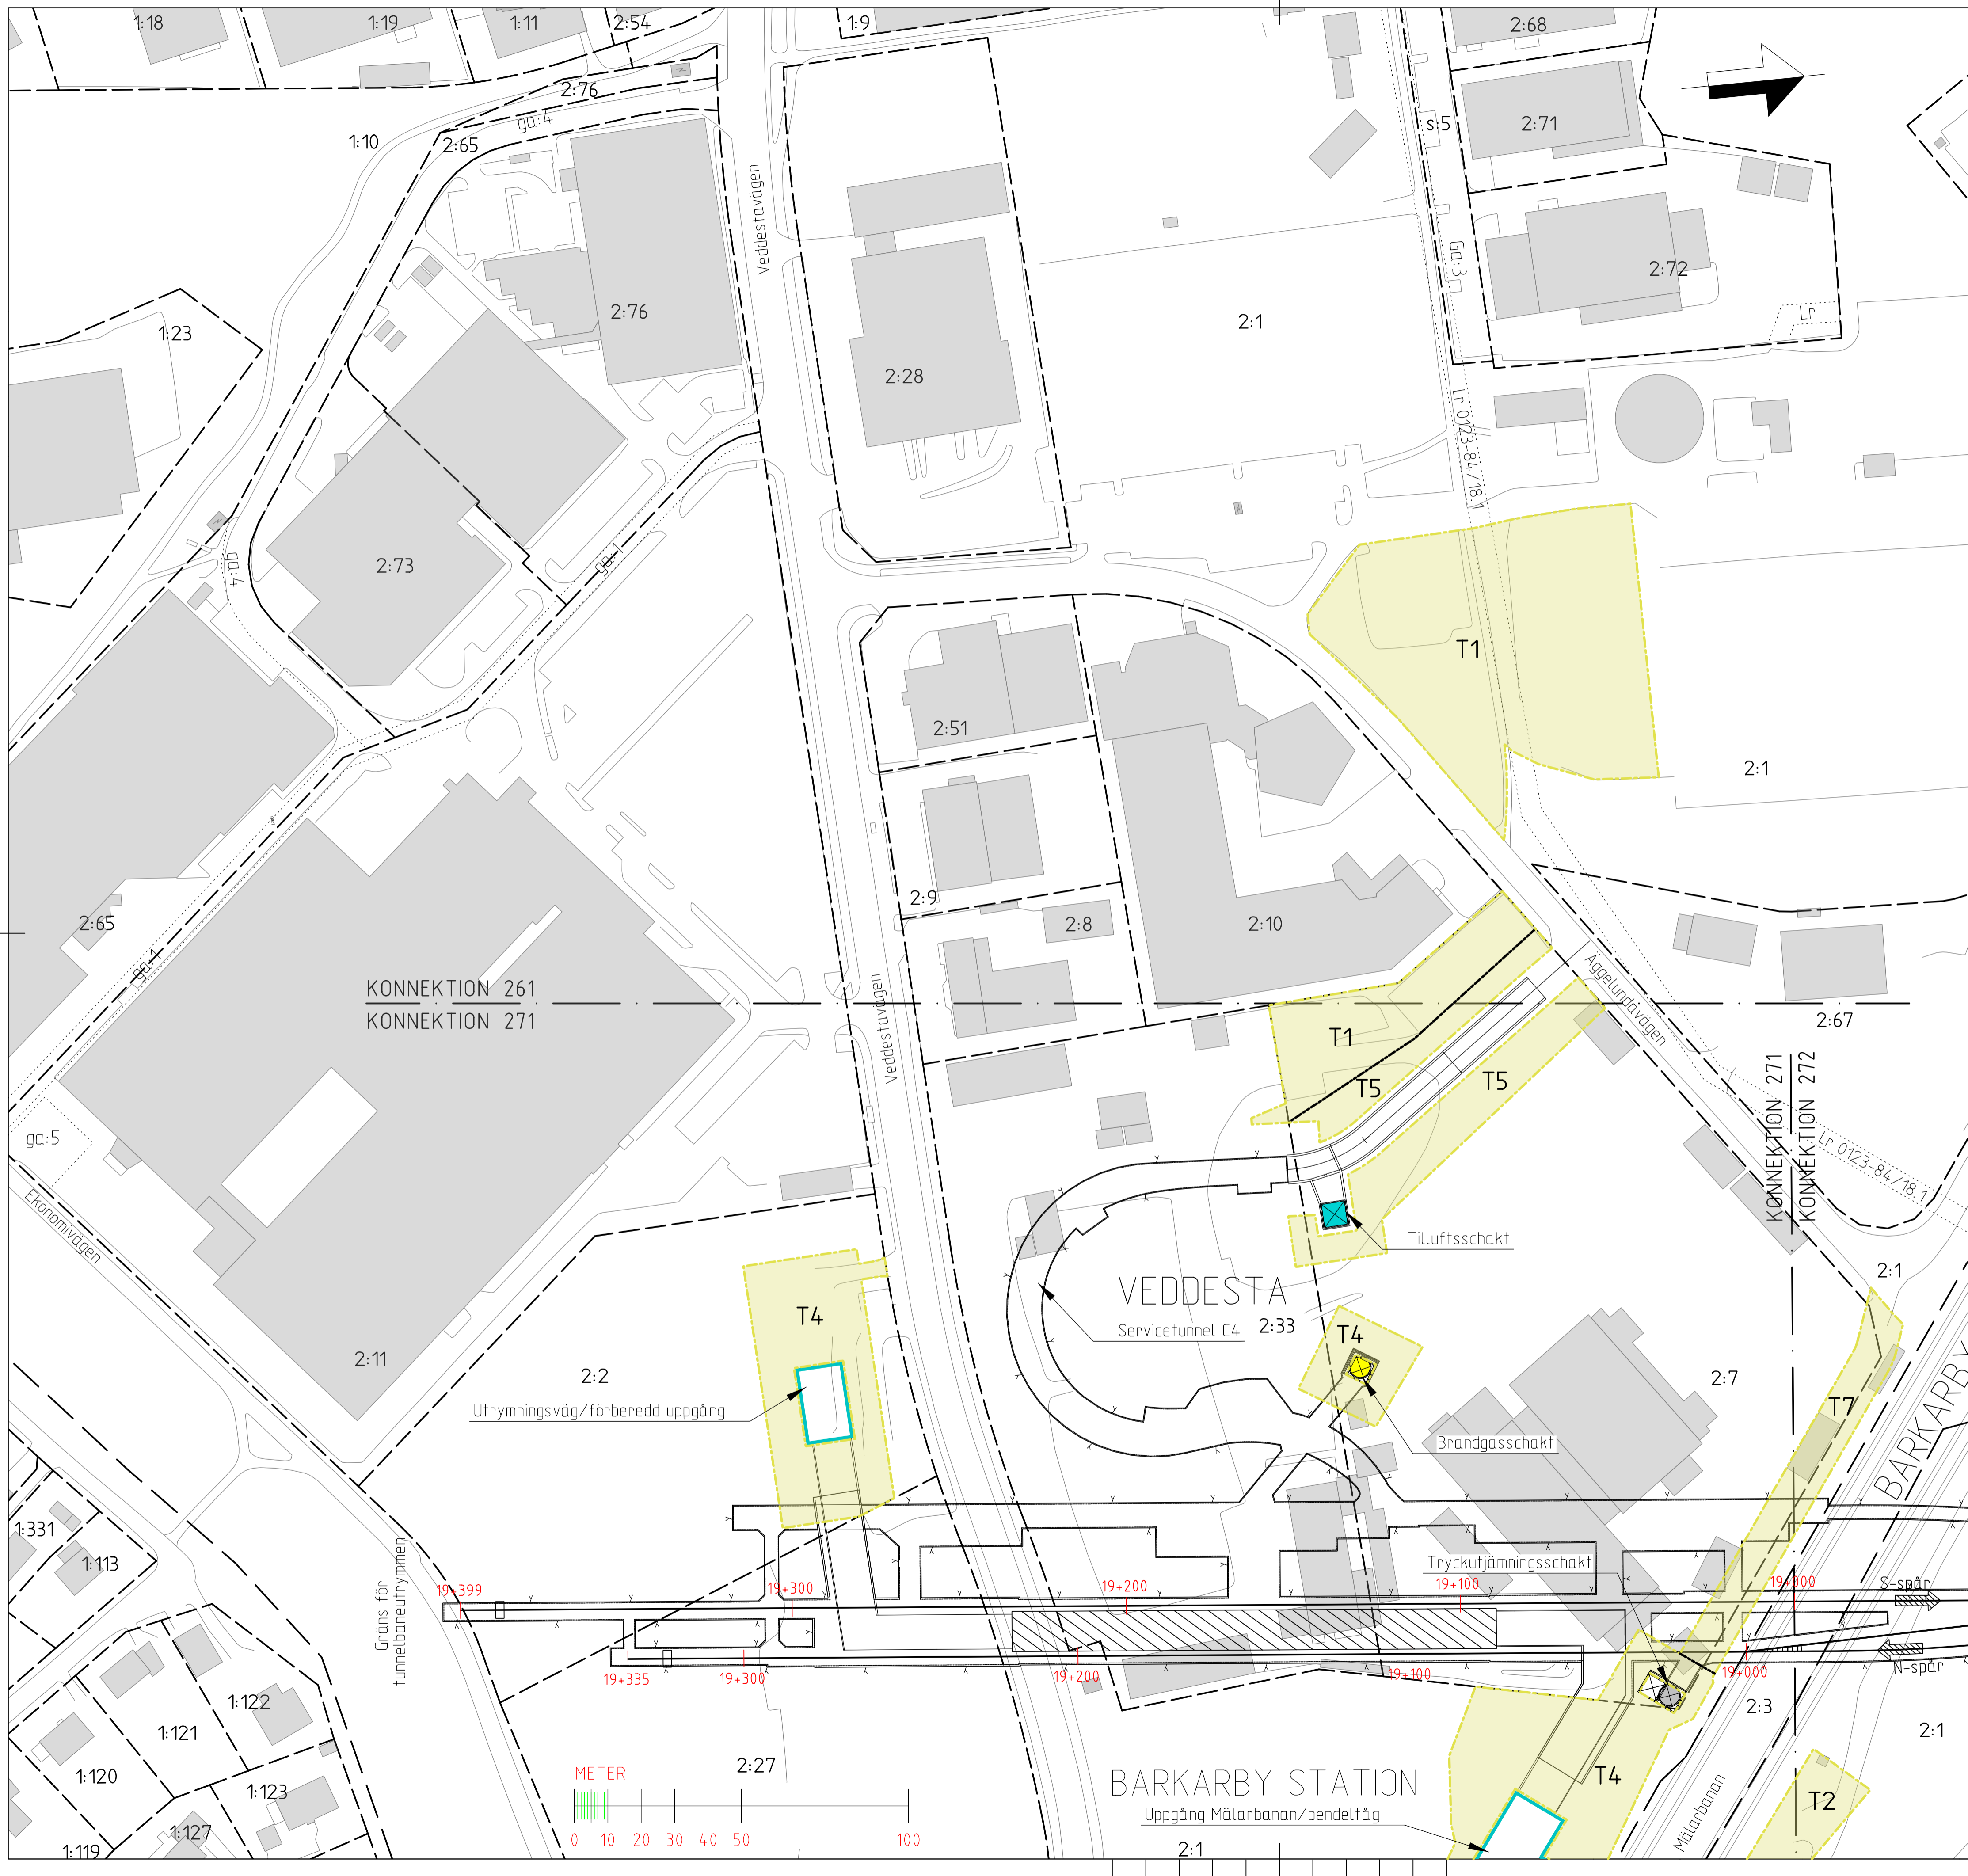 1:18
1:19
1:11
2:54
1:9
2:68
2:76
ga:4
1:10
2:65
s:5
2:71
Veddestavägen
Ga:3
2:72
Lr
2:76
2:1
1:23
2:28
Lr 0123-84/18.1
ga:4
2:73
ga:1
T1
2:51
2:1
2:9
2:8
2:10
2:65
ga:1
KONNEKTION 261
KONNEKTION 271
Veddestavägen
Äggelundavägen
2:67
T1
T5
T5
KONNEKTION 271
KONNEKTION 272
ga:5
Lr 0123-84/18.1
Ekonomivägen
Tilluftsschakt
2:1
VEDDESTA
Servicetunnel C4
2:33
T4
T4
2:11
2:2
2:7
T7
BARKARBY
Utrymningsväg/förberedd uppgång
Brandgasschakt
1:331
1:113
Gräns för
tunnelbaneutrymmen
Tryckutjämningsschakt
19+399
19+300
19+200
19+100
19+000
S-spår
19+335
19+300
19+200
19+100
19+000
N-spår
1:122
1:121
2:3
2:1
1:120
1:123
2:27
METER
0 10 20 30 40 50 100
BARKARBY STATION
Uppgång Mälarbanan/pendeltåg
T4
T2
Mälarbanan
1:127
1:119
2:1